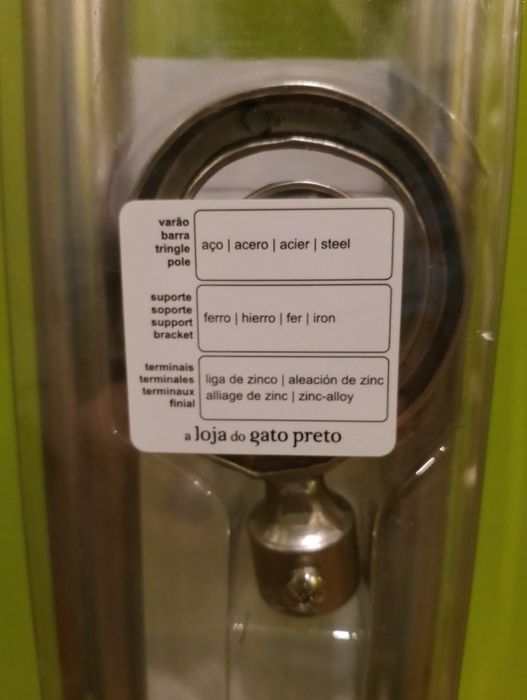 varão
barra
tringle
pole
aço | acero | acier | steel
suporte
soporte
support
bracket
ferro | hierro | fer | iron
terminais
terminales
terminaux
finial
liga de zinco | aleación de zinc
alliage de zinc | zinc-alloy
a loja do gato preto